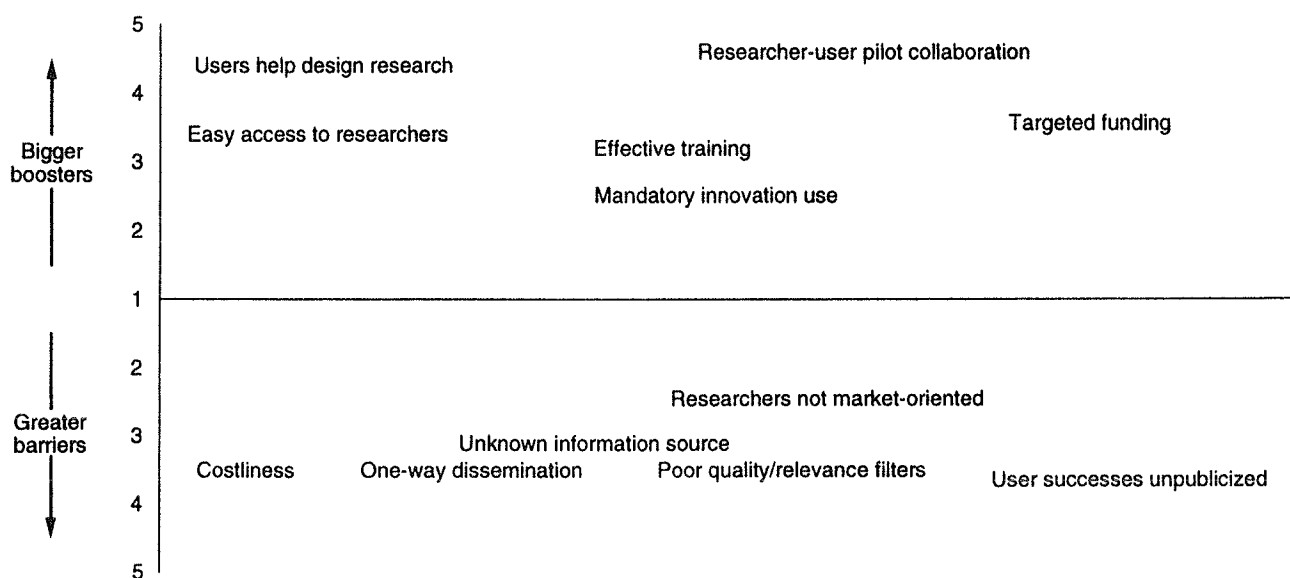 5
Researcher-user pilot collaboration
Users help design research
4
Targeted funding
Easy access to researchers
Bigger
boosters
3
Effective training
Mandatory innovation use
2
1
2
Researchers not market-oriented
Greater
barriers
3
Unknown information source
Costliness
One-way dissemination
Poor quality/relevance filters
User successes unpublicized
4
5